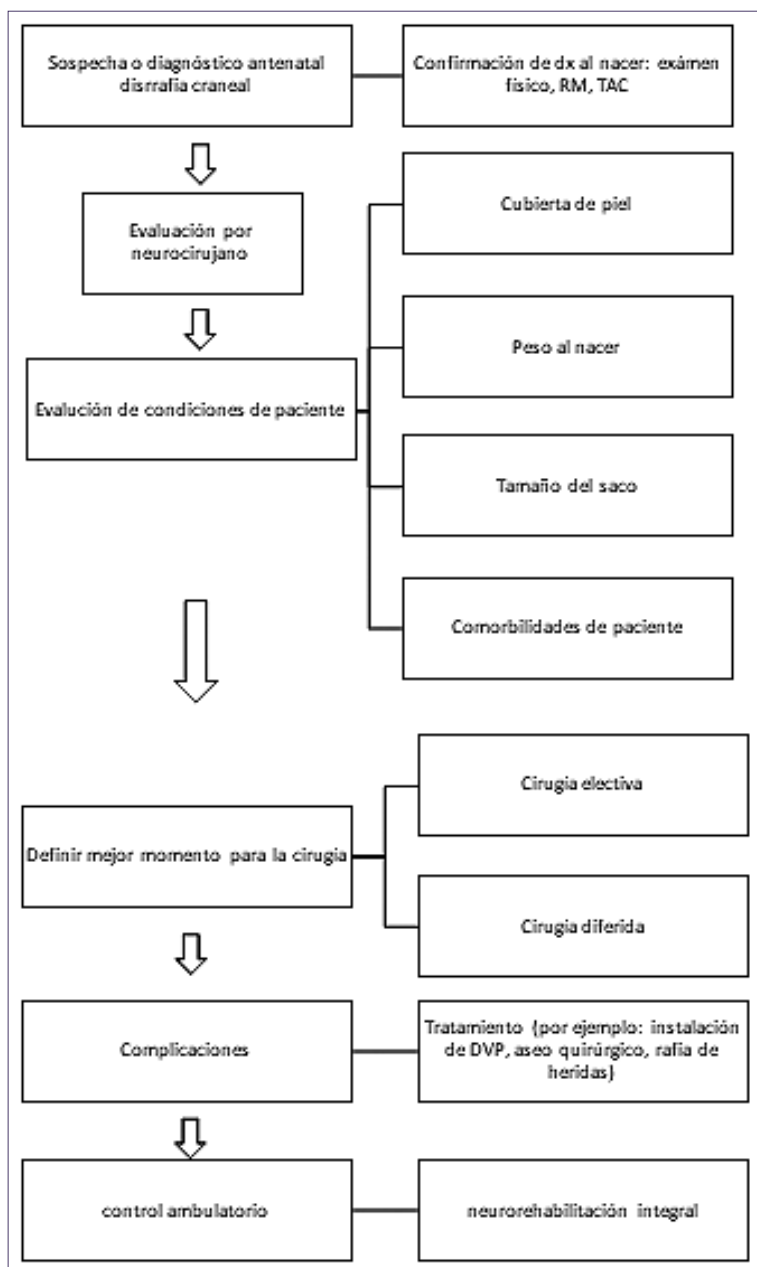 Sospecha o diagnóstico antenatal
disrrafia craneal
Confirmación de dx al nacer: exámen
físico, RM, TAC
Evaluación por
neurocirujano
Cubierta de piel
Peso al nacer
Evalución de condiciones de paciente
Tamaño del saco
Comorbilidades de paciente
Cirugia electiva
Definir mejor momento para la cirugia
Cirugia diferida
Complicaciones
Tratamiento (por ejemplo: instalación
de DVP, aseo quirúrgico, rafia de
heridas)
control ambulatorio
neurorehabilitación integral